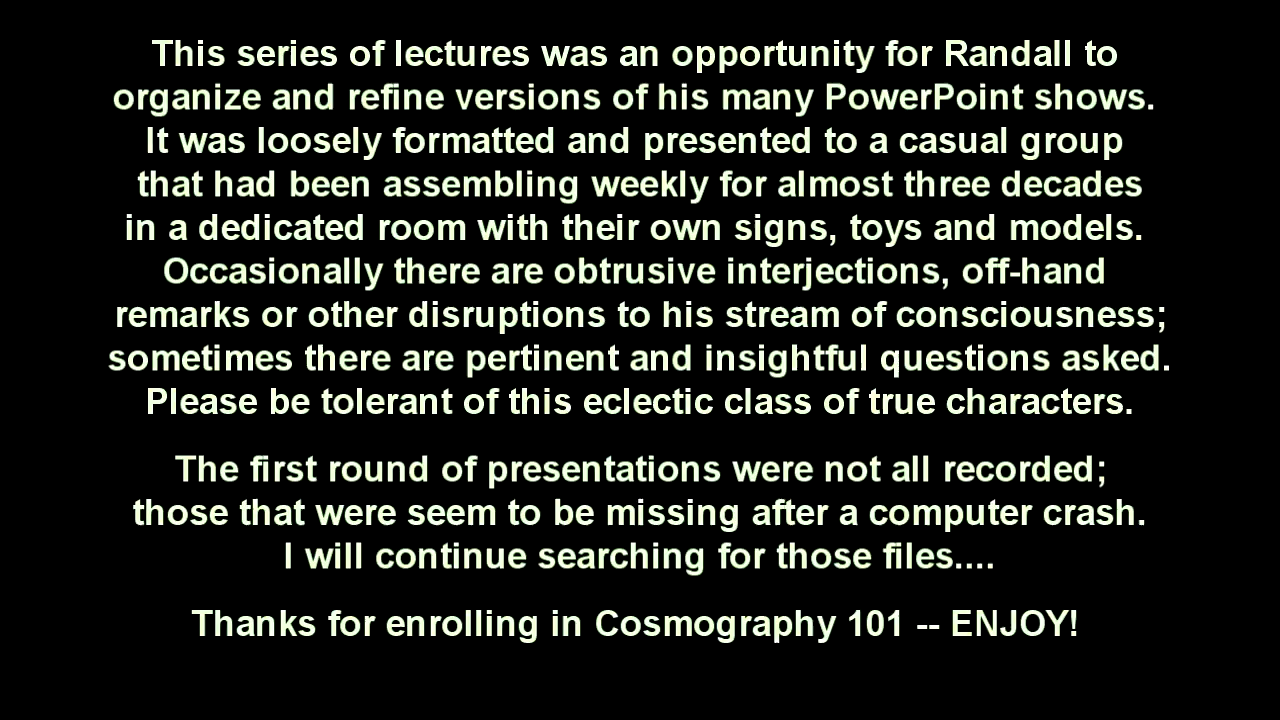 This series of lectures was an opportunity for Randall to
organize and refine versions of his many PowerPoint shows.
It was loosely formatted and presented to a casual group
that had been assembling weekly for almost three decades
in a dedicated room with their own signs, toys and models.
Occasionally there are obtrusive interjections, off-hand
remarks or other disruptions to his stream of consciousness;
sometimes there are pertinent and insightful questions asked.
Please be tolerant of this eclectic class of true characters.
The first round of presentations were not all recorded;
those that were seem to be missing after a computer crash.
I will continue searching for those files....
Thanks for enrolling in Cosmography 101 -- ENJOY!